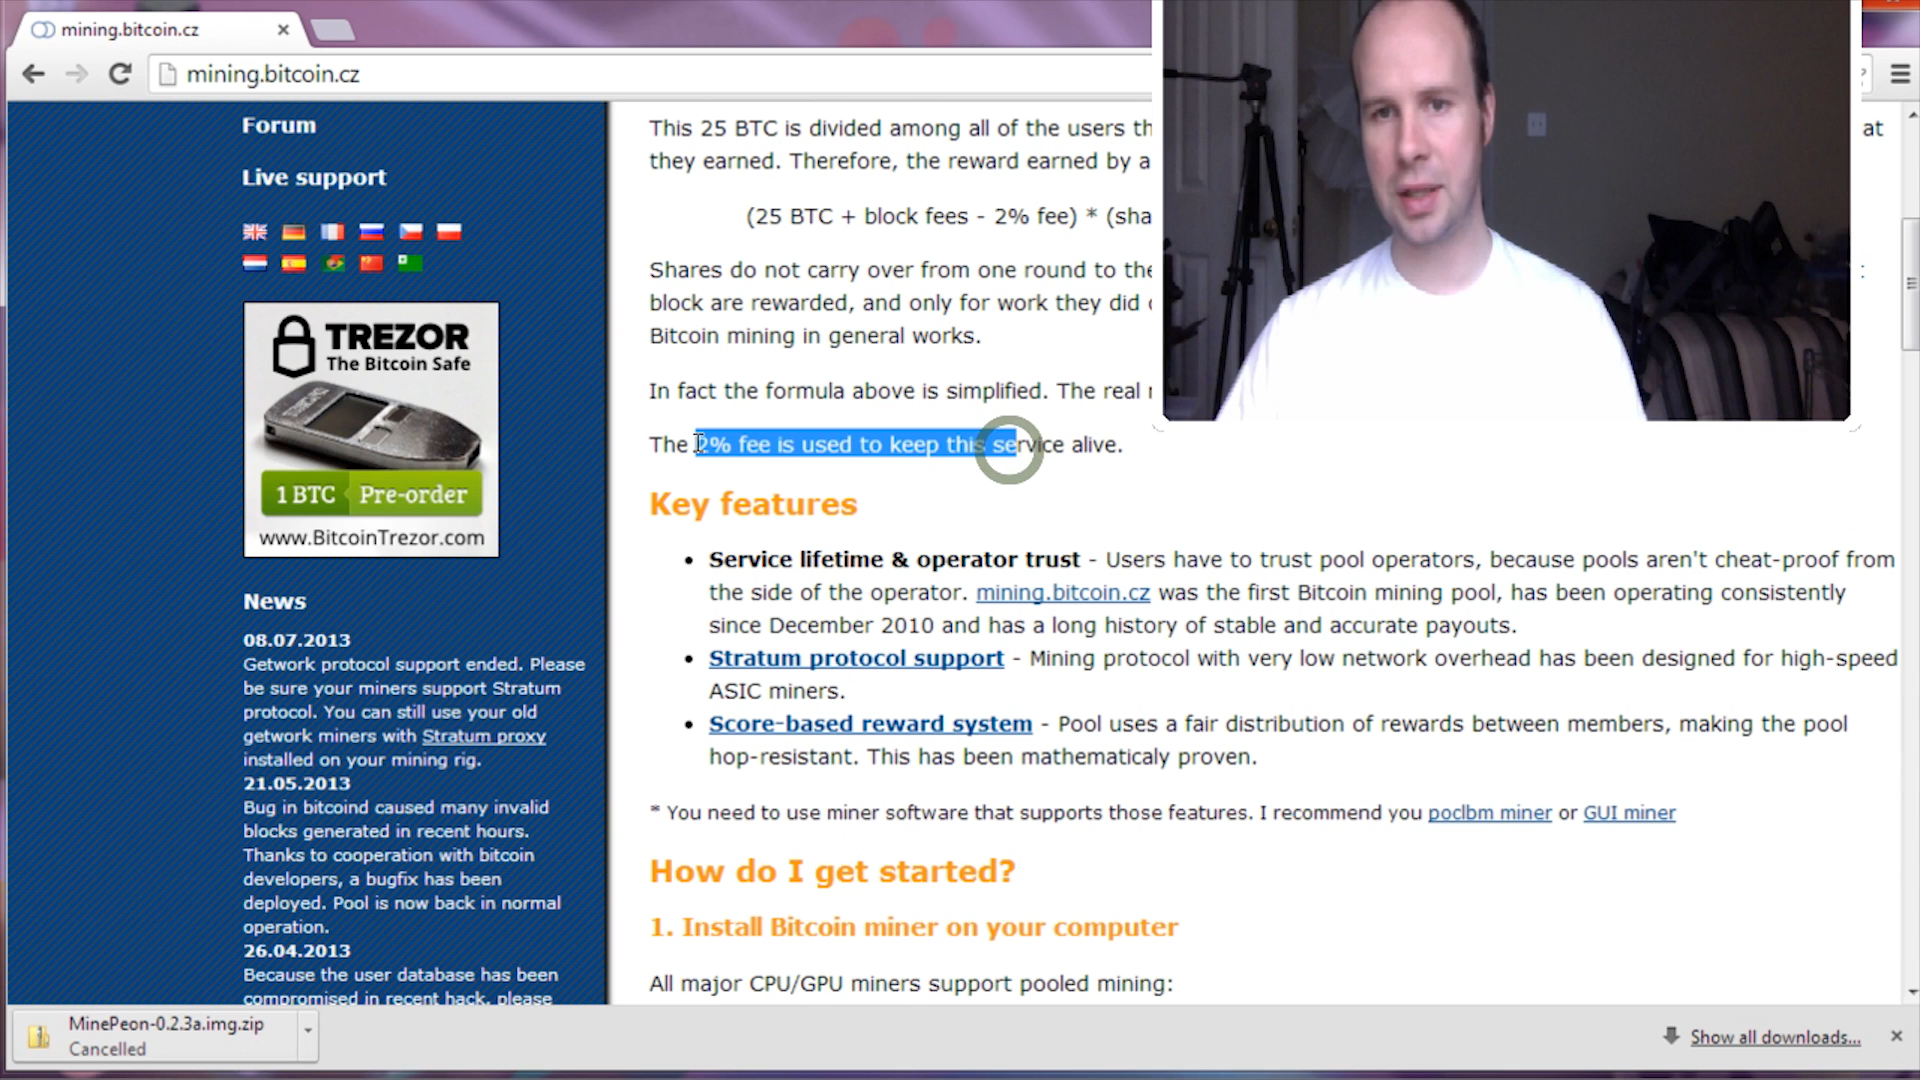 mining.bitcoin.cz
mining.bitcoin.cz
Forum
Live support
TREZOR
The Bitcoin Safe
1 BTC Pre-order
www.BitcoinTrezor.com
News
08.07.2013
Getwork protocol support ended. Please
be sure your miners support Stratum
protocol. You can still use your old
getwork miners with Stratum proxy
installed on your mining rig.
21.05.2013
Bug in bitcoind caused many invalid
blocks generated in recent hours.
Thanks to cooperation with bitcoin
developers, a bugfix has been
deployed. Pool is now back in normal
operation.
26.04.2013
Because the user database has been
compromised in recent hack, please
This 25 BTC is divided among all of the users th
at
they earned. Therefore, the reward earned by a
(25 BTC + block fees - 2% fee) * (sha
Shares do not carry over from one round to the
block are rewarded, and only for work they did
Bitcoin mining in general works.
In fact the formula above is simplified. The real
The 2% fee is used to keep this service alive.
Key features
• Service lifetime & operator trust - Users have to trust pool operators, because pools aren't cheat-proof from
the side of the operator. mining.bitcoin.cz was the first Bitcoin mining pool, has been operating consistently
since December 2010 and has a long history of stable and accurate payouts.
• Stratum protocol support - Mining protocol with very low network overhead has been designed for high-speed
ASIC miners.
• Score-based reward system - Pool uses a fair distribution of rewards between members, making the pool
hop-resistant. This has been mathematicaly proven.
* You need to use miner software that supports those features. I recommend you poclbm miner or GUI miner
How do I get started?
1. Install Bitcoin miner on your computer
All major CPU/GPU miners support pooled mining:
MinePeon-0.2.3a.img.zip
Cancelled
Show all downloads...